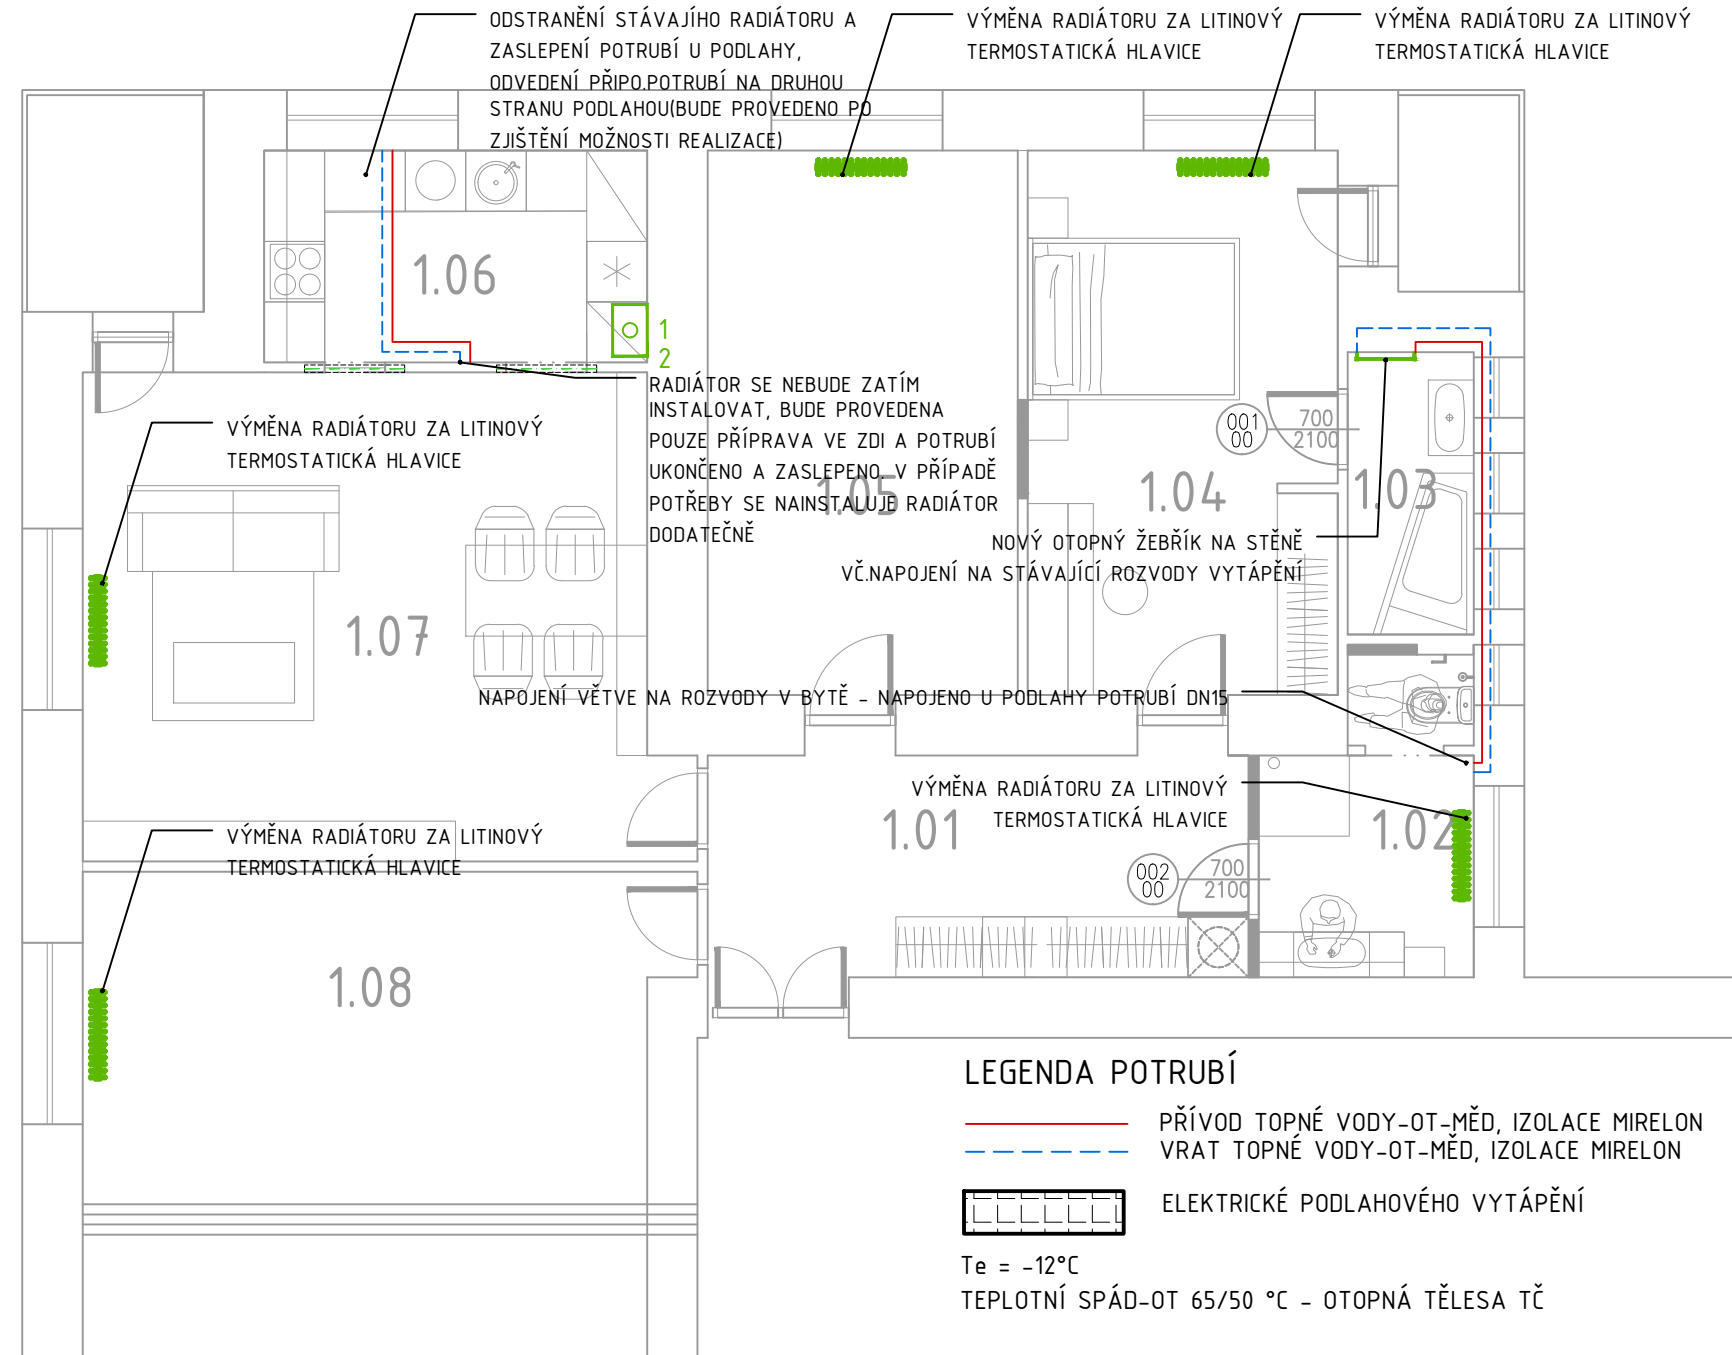 ODSTRANĚNÍ STÁVAJÍHO RADIÁTORU A
ZASLEPENÍ POTRUBÍ U PODLAHY,
ODVEDENÍ PŘIPO.POTRUBÍ NA DRUHOU
STRANU PODLAHOU(BUDE PROVEDENO PO
ZJIŠTĚNÍ MOŽNOSTI REALIZACE)
VÝMĚNA RADIÁTORU ZA LITINOVÝ
TERMOSTATICKÁ HLAVICE
VÝMĚNA RADIÁTORU ZA LITINOVÝ
TERMOSTATICKÁ HLAVICE
1.06
1
2
RADIÁTOR SE NEBUDE ZATÍM
INSTALOVAT, BUDE PROVEDENA
POUZE PŘÍPRAVA VE ZDI A POTRUBÍ
UKONČENO A ZASLEPENO. V PŘÍPADĚ
POTŘEBY SE NAINSTALUJE RADIÁTOR
DODATEČNĚ
VÝMĚNA RADIÁTORU ZA LITINOVÝ
TERMOSTATICKÁ HLAVICE
001
00
700
2100
1.05
1.04
1.03
NOVÝ OTOPNÝ ŽEBŘÍK NA STĚNĚ
VČ.NAPOJENÍ NA STÁVAJÍCÍ ROZVODY VYTÁPĚNÍ
1.07
NAPOJENÍ VĚTVE NA ROZVODY V BYTĚ - NAPOJENO U PODLAHY POTRUBÍ DN15
VÝMĚNA RADIÁTORU ZA LITINOVÝ
TERMOSTATICKÁ HLAVICE
1.01
1.02
VÝMĚNA RADIÁTORU ZA LITINOVÝ
TERMOSTATICKÁ HLAVICE
002
00
700
2100
1.08
LEGENDA POTRUBÍ
PŘÍVOD TOPNÉ VODY-OT-MĚD, IZOLACE MIRELON
VRAT TOPNÉ VODY-OT-MĚD, IZOLACE MIRELON
ELEKTRICKÉ PODLAHOVÉHO VYTÁPĚNÍ
Te = -12°C
TEPLOTNÍ SPÁD-OT 65/50 °C - OTOPNÁ TĚLESA TČ